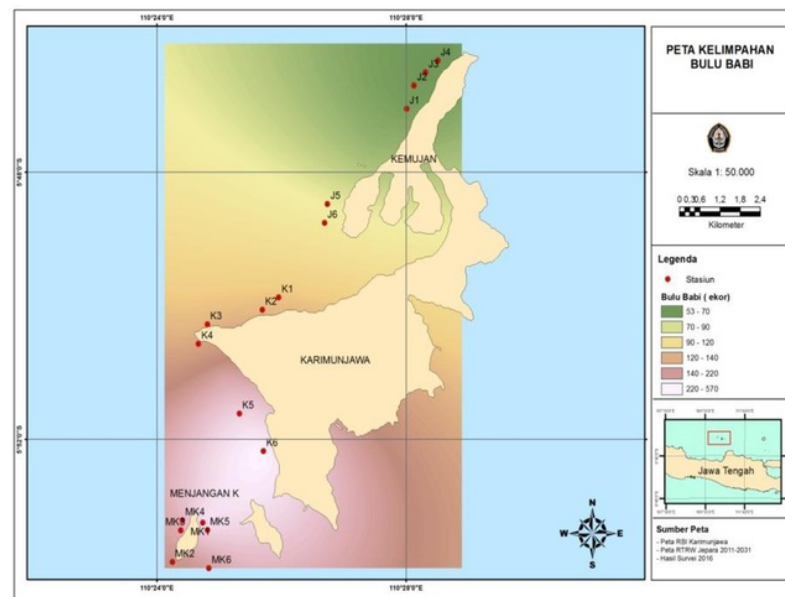 110°24'0"E
110°28'0"E
J4
J3
J2
J1
KEMUJAN
J5
J6
K1
K2
K3
K4
KARIMUNJAWA
K5
K6
MENJANGAN K
MK4
MK3
MK5
MK1
MK2
MK6
5°52'0"S
110°24'0"E
110°28'0"E
PETA KELIMPAHAN
BULU BABI
Skala 1: 50.000
0 0,30,6 1,2 1,8 2,4
Kilometer
Legenda
Stasiun
Bulu Babi ( ekor)
53 - 70
70 - 90
90 - 120
120 - 140
140 - 220
220 - 570
Jawa Tengah
Sumber Peta
- Peta RBI Karimunjawa
- Peta RTRW Jepara 2011-2031
- Hasil Survei 2016
N
W E
S